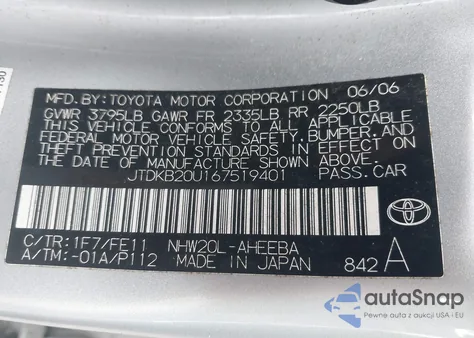 MFD.BY:TOYOTA MOTOR CORPORATION 06/06
GVWR 3795LB GAWR FR 2335LB RR 2250LB
THIS VEHICLE CONFORMS TO ALL APPLICABLE
FEDERAL MOTOR VEHICLE SAFETY,BUMPER,AND
THEFT PREVENTION STANDARDS IN EFFECT ON
THE DATE OF MANUFACTURE SHOWN ABOVE.
JTDKB20U167519401 PASS.CAR
TOYOTA
C/TR:1F7/FE11 NHW20L-AHEEBA
A/TM:-01A/P112 MADE IN JAPAN 842 A
autoSnap
Pewne auta z aukcji USA i EU